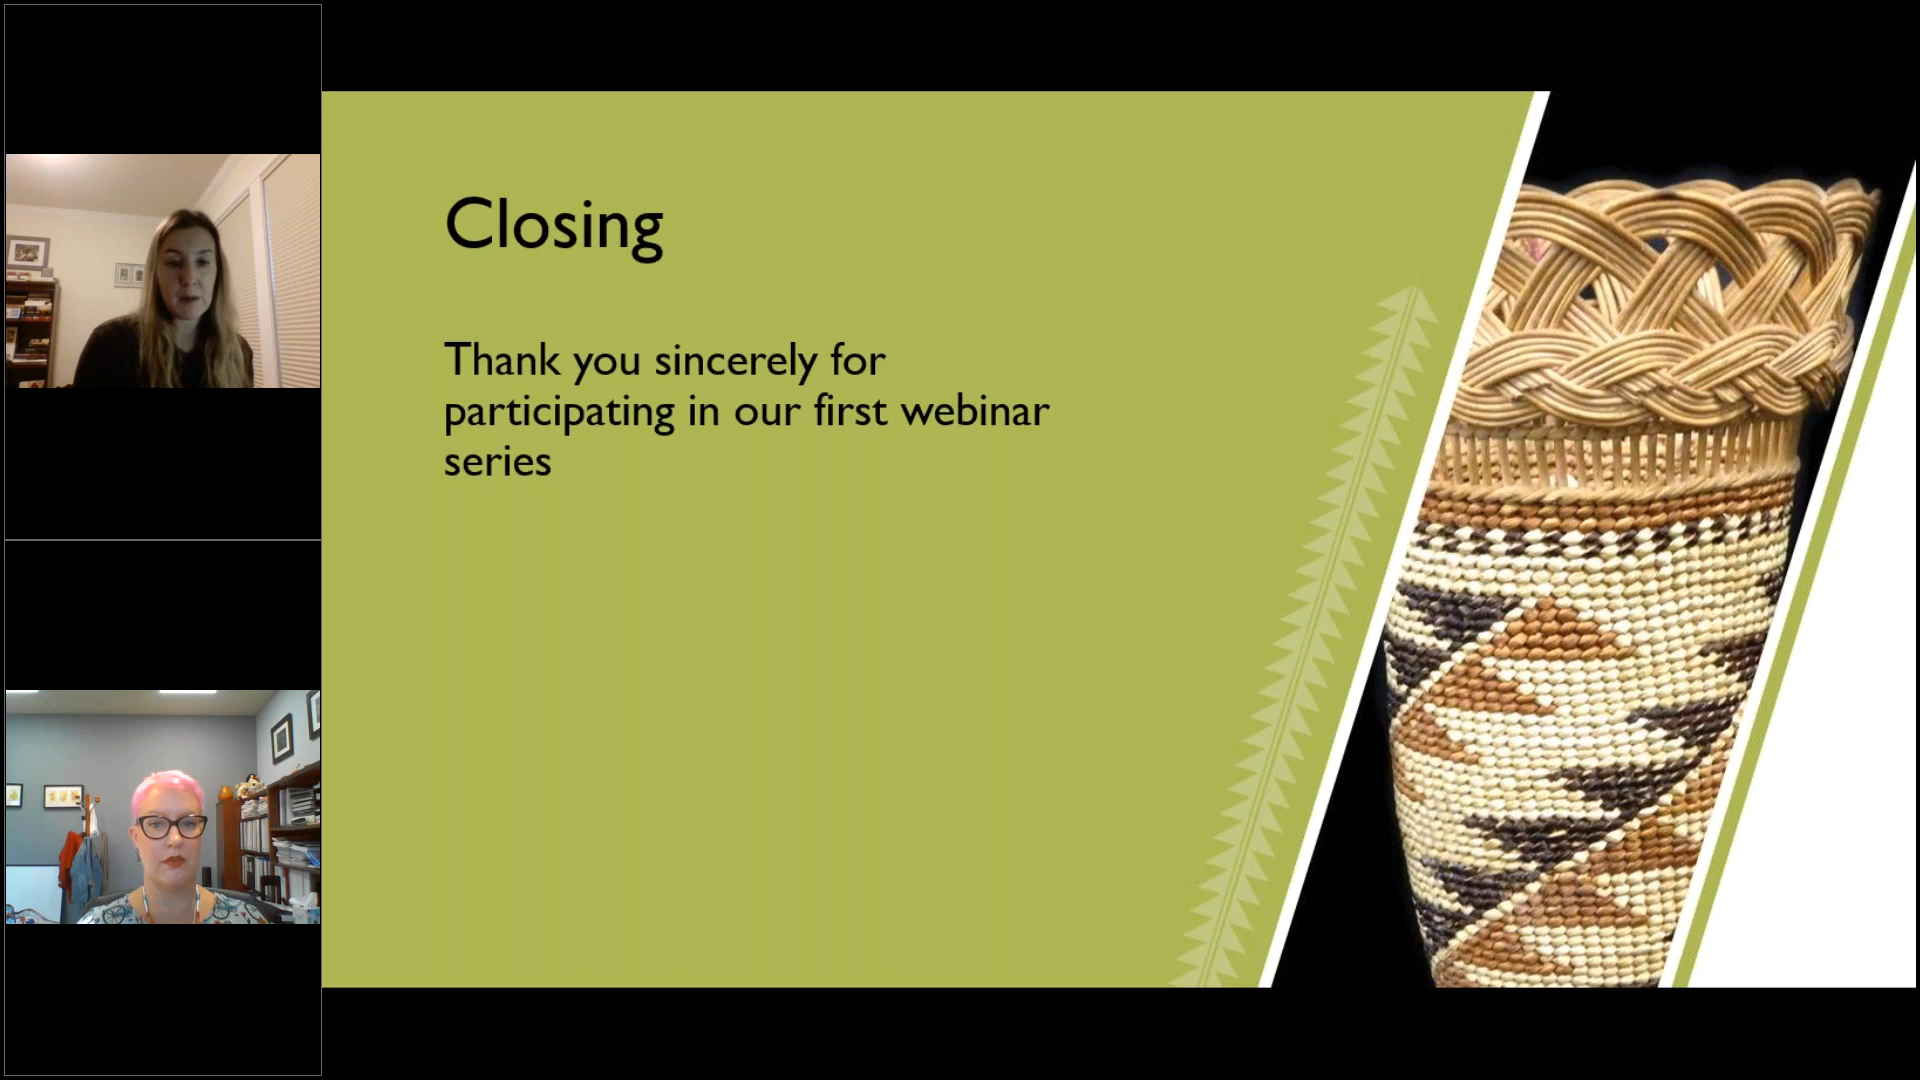 Closing
Thank you sincerely for
participating in our first webinar
series